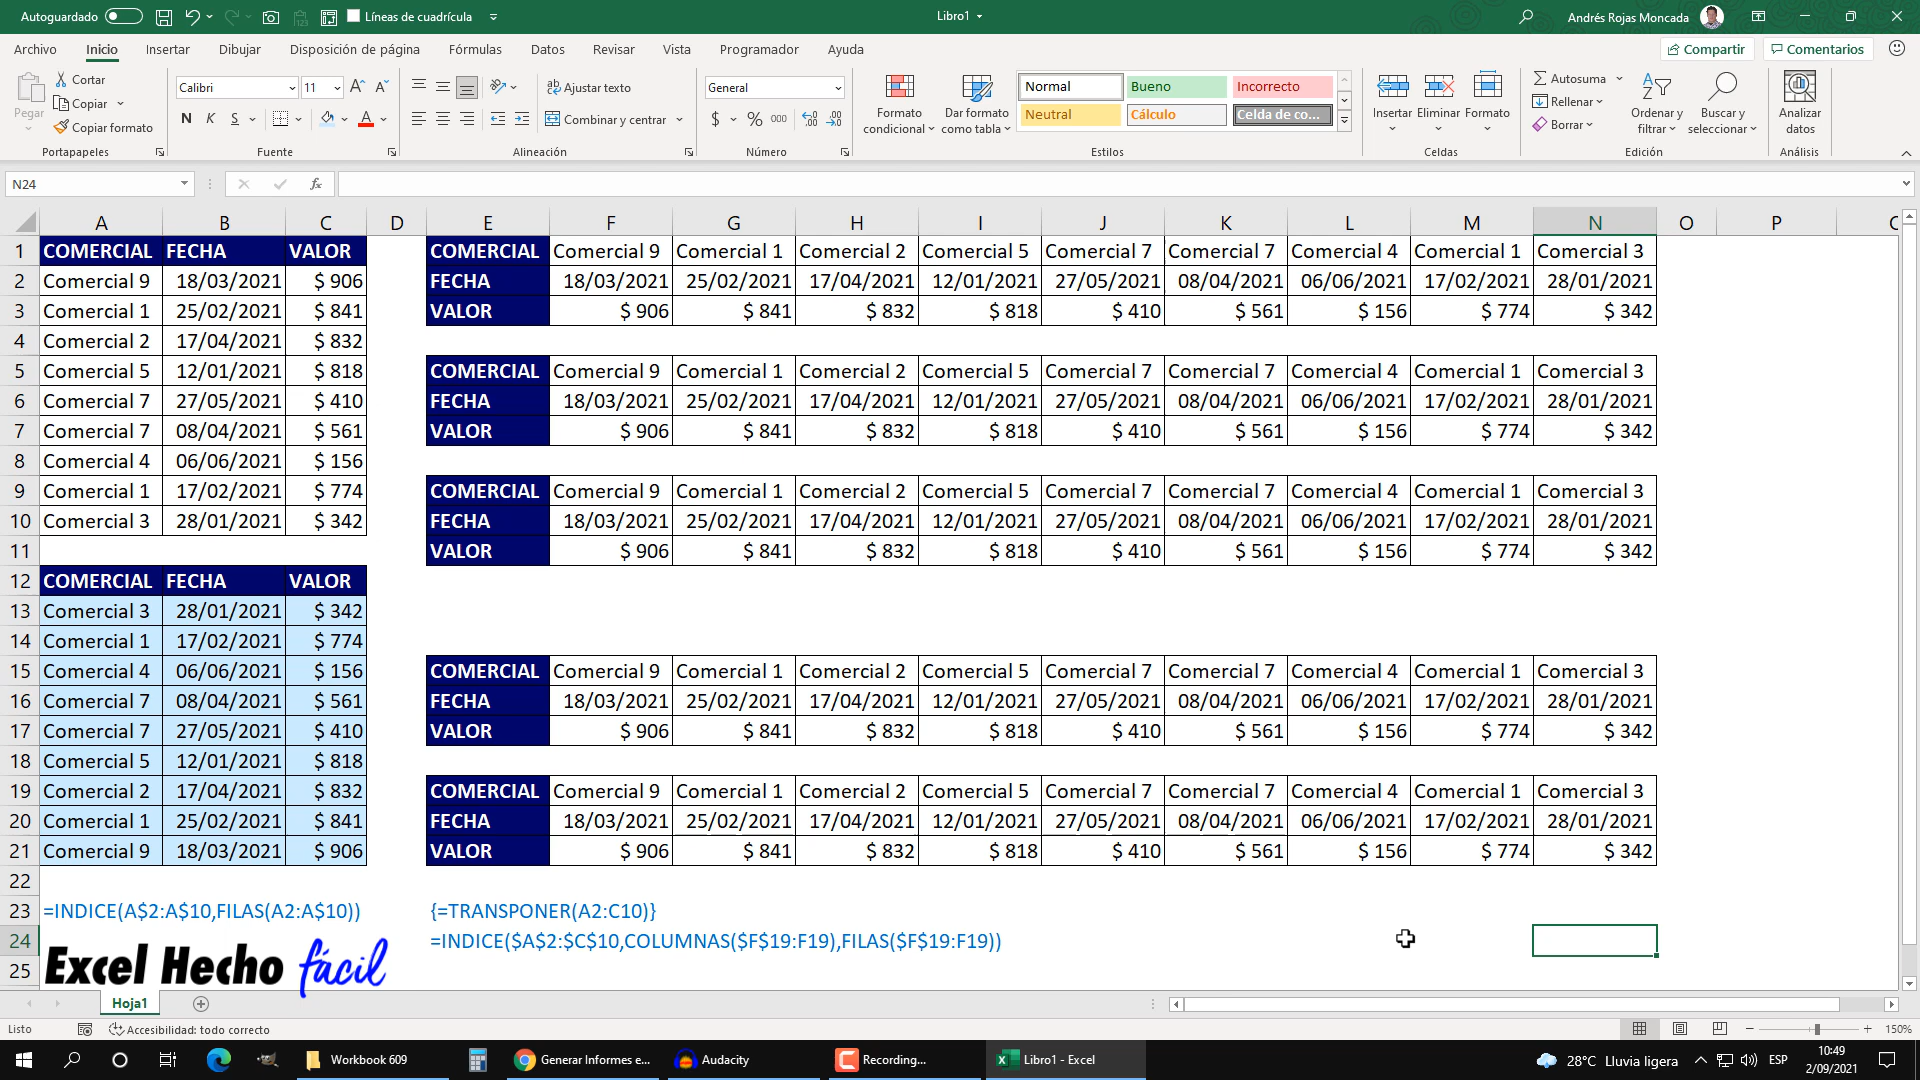 Autoguardado Líneas de cuadrícula Libro1 Andrés Rojas Moncada
Archivo Inicio Insertar Dibujar Disposición de página Fórmulas Datos Revisar Vista Programador Ayuda Compartir Comentarios
Pegar Cortar Copiar Copiar formato Portapapeles
Calibri 11 N K S A Fuente
Ajustar texto Combinar y centrar Alineación
General $ % 000 Número
Formato condicional Dar formato como tabla
Normal Bueno Incorrecto
Neutral Cálculo Celda de co...
Estilos
Insertar Eliminar Formato Celdas
Autosuma Rellenar Borrar Ordenar y filtrar Buscar y seleccionar Edición
Analizar datos Análisis
N24 fx
A B C D E F G H I J K L M N O P
1 COMERCIAL FECHA VALOR COMERCIAL Comercial 9 Comercial 1 Comercial 2 Comercial 5 Comercial 7 Comercial 7 Comercial 4 Comercial 1 Comercial 3
2 Comercial 9 18/03/2021 $ 906 FECHA 18/03/2021 25/02/2021 17/04/2021 12/01/2021 27/05/2021 08/04/2021 06/06/2021 17/02/2021 28/01/2021
3 Comercial 1 25/02/2021 $ 841 VALOR $ 906 $ 841 $ 832 $ 818 $ 410 $ 561 $ 156 $ 774 $ 342
4 Comercial 2 17/04/2021 $ 832
5 Comercial 5 12/01/2021 $ 818 COMERCIAL Comercial 9 Comercial 1 Comercial 2 Comercial 5 Comercial 7 Comercial 7 Comercial 4 Comercial 1 Comercial 3
6 Comercial 7 27/05/2021 $ 410 FECHA 18/03/2021 25/02/2021 17/04/2021 12/01/2021 27/05/2021 08/04/2021 06/06/2021 17/02/2021 28/01/2021
7 Comercial 7 08/04/2021 $ 561 VALOR $ 906 $ 841 $ 832 $ 818 $ 410 $ 561 $ 156 $ 774 $ 342
8 Comercial 4 06/06/2021 $ 156
9 Comercial 1 17/02/2021 $ 774 COMERCIAL Comercial 9 Comercial 1 Comercial 2 Comercial 5 Comercial 7 Comercial 7 Comercial 4 Comercial 1 Comercial 3
10 Comercial 3 28/01/2021 $ 342 FECHA 18/03/2021 25/02/2021 17/04/2021 12/01/2021 27/05/2021 08/04/2021 06/06/2021 17/02/2021 28/01/2021
11 VALOR $ 906 $ 841 $ 832 $ 818 $ 410 $ 561 $ 156 $ 774 $ 342
12 COMERCIAL FECHA VALOR
13 Comercial 3 28/01/2021 $ 342
14 Comercial 1 17/02/2021 $ 774
15 Comercial 4 06/06/2021 $ 156 COMERCIAL Comercial 9 Comercial 1 Comercial 2 Comercial 5 Comercial 7 Comercial 7 Comercial 4 Comercial 1 Comercial 3
16 Comercial 7 08/04/2021 $ 561 FECHA 18/03/2021 25/02/2021 17/04/2021 12/01/2021 27/05/2021 08/04/2021 06/06/2021 17/02/2021 28/01/2021
17 Comercial 7 27/05/2021 $ 410 VALOR $ 906 $ 841 $ 832 $ 818 $ 410 $ 561 $ 156 $ 774 $ 342
18 Comercial 5 12/01/2021 $ 818
19 Comercial 2 17/04/2021 $ 832 COMERCIAL Comercial 9 Comercial 1 Comercial 2 Comercial 5 Comercial 7 Comercial 7 Comercial 4 Comercial 1 Comercial 3
20 Comercial 1 25/02/2021 $ 841 FECHA 18/03/2021 25/02/2021 17/04/2021 12/01/2021 27/05/2021 08/04/2021 06/06/2021 17/02/2021 28/01/2021
21 Comercial 9 18/03/2021 $ 906 VALOR $ 906 $ 841 $ 832 $ 818 $ 410 $ 561 $ 156 $ 774 $ 342
22
23 =INDICE(A$2:A$10,FILAS(A2:A$10)) {=TRANSPONER(A2:C10)}
24 =INDICE($A$2:$C$10,COLUMNAS($F$19:F19),FILAS($F$19:F19))
25 Excel Hecho fácil
Hoja1
Listo Accesibilidad: todo correcto 150%
Workbook 609 Generar Informes e... Audacity Recording... Libro1 - Excel 28°C Lluvia ligera ESP 10:49
2/09/2021